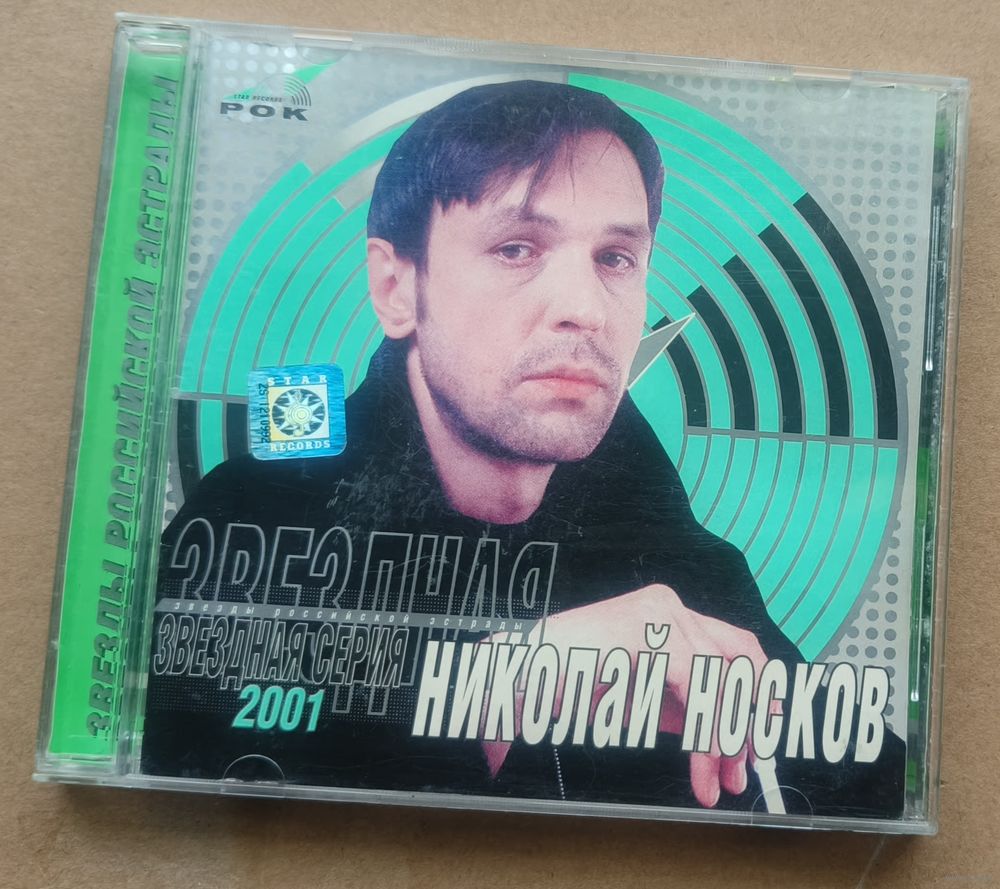 ЗВЕЗДЫ РОССИЙСКОЙ ЭСТРАДЫ
STAR RECORDS
РОК
STAR
RECORDS
ЗВЕЗДНАЯ
звезды российской эстрады
ЗВЕЗДНАЯ СЕРИЯ
2001
НИКОЛАЙ НОСКОВ